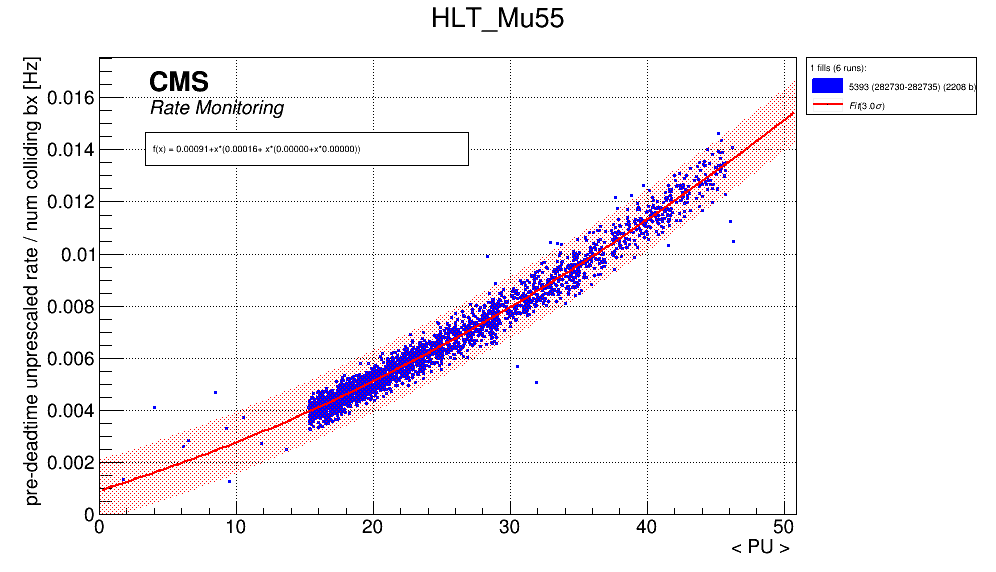 HLT_Mu55
pre-deadtime unprescaled rate / num colliding bx [Hz]
CMS
Rate Monitoring
f(x) = 0.00091+x*(0.00016+ x*(0.00000+x*0.00000))
0.016
0.014
0.012
0.01
0.008
0.006
0.004
0.002
0
0 10 20 30 40 50
< PU >
1 fills (6 runs):
5393 (282730-282735) (2208 b)
Fit(3.0σ)